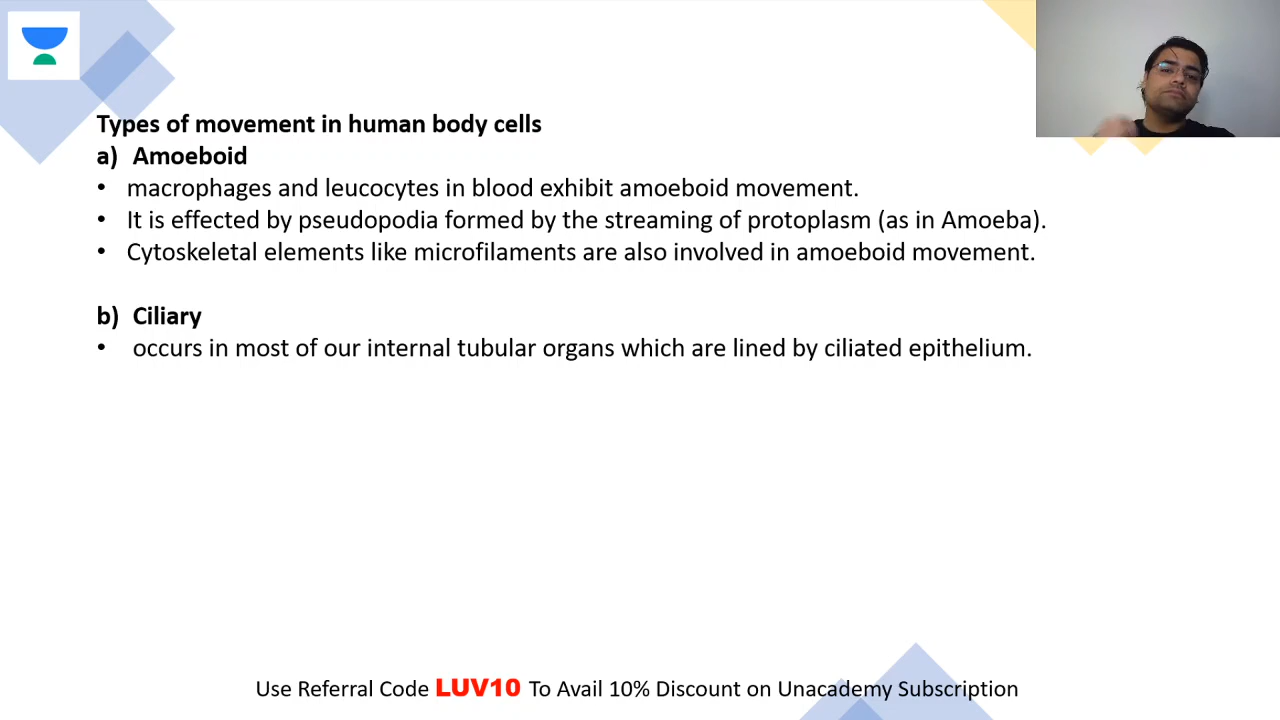 Types of movement in human body cells
a) Amoeboid
• macrophages and leucocytes in blood exhibit amoeboid movement.
• It is effected by pseudopodia formed by the streaming of protoplasm (as in Amoeba).
• Cytoskeletal elements like microfilaments are also involved in amoeboid movement.
b) Ciliary
• occurs in most of our internal tubular organs which are lined by ciliated epithelium.
Use Referral Code LUV10 To Avail 10% Discount on Unacademy Subscription